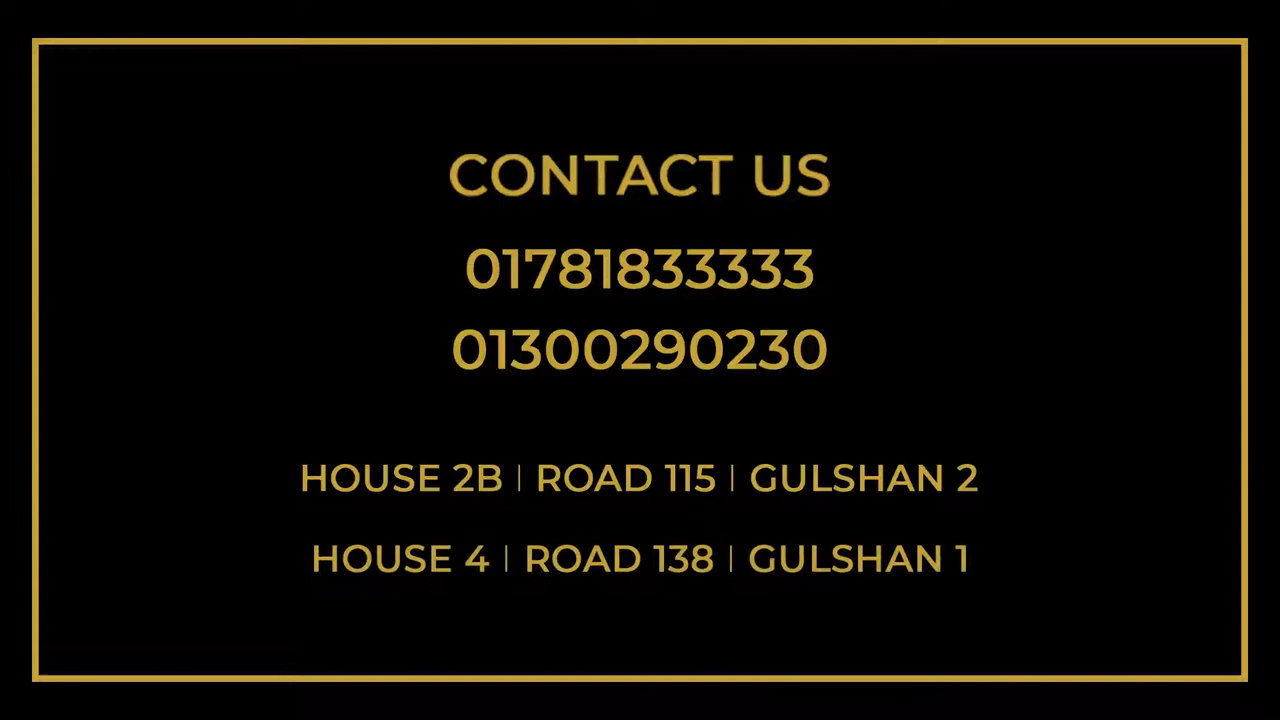 CONTACT US
01781833333
01300290230
HOUSE 2B | ROAD 115 | GULSHAN 2
HOUSE 4 | ROAD 138 | GULSHAN 1